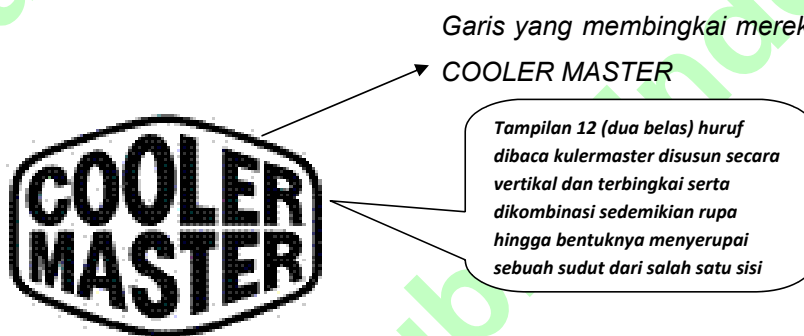 Garis yang membingkai merek
COOLER MASTER
Tampilan 12 (dua belas) huruf
dibaca kulermaster disusun secara
vertikal dan terbingkai serta
dikombinasi sedemikian rupa
hingga bentuknya menyerupai
sebuah sudut dari salah satu sisi
COOLER
MASTER